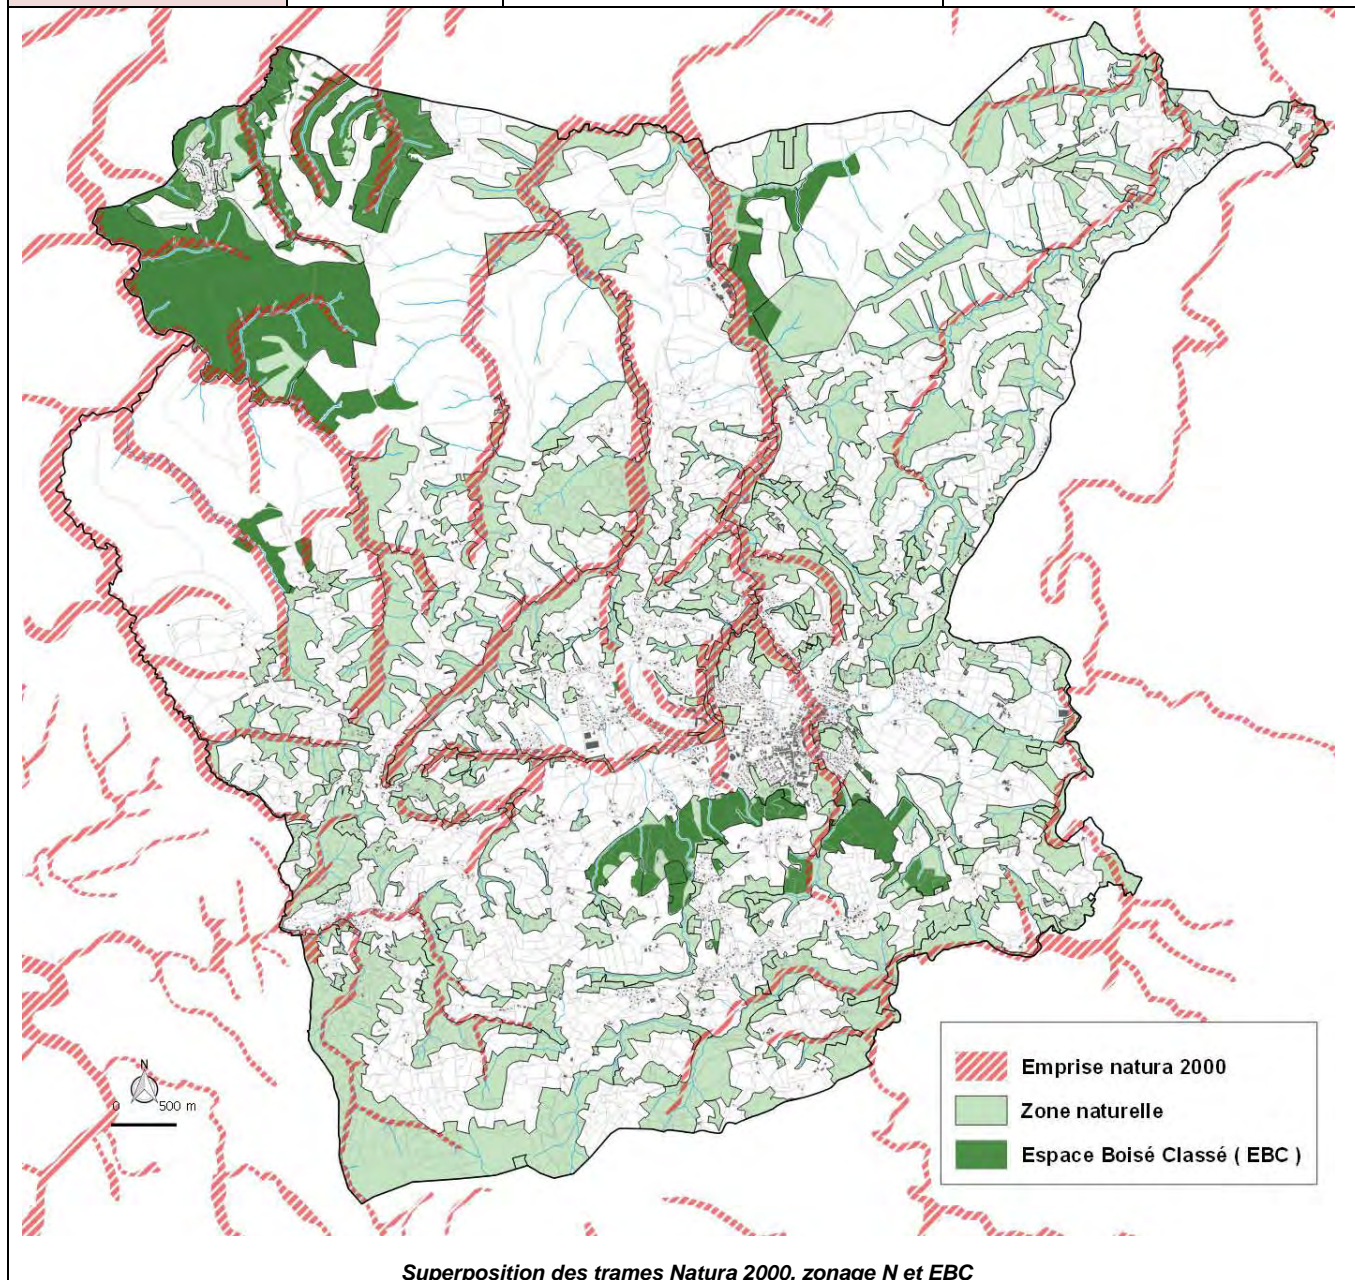 N
0 500 m
Emprise natura 2000
Zone naturelle
Espace Boisé Classé ( EBC )
Superposition des trames Natura 2000, zonage N et EBC